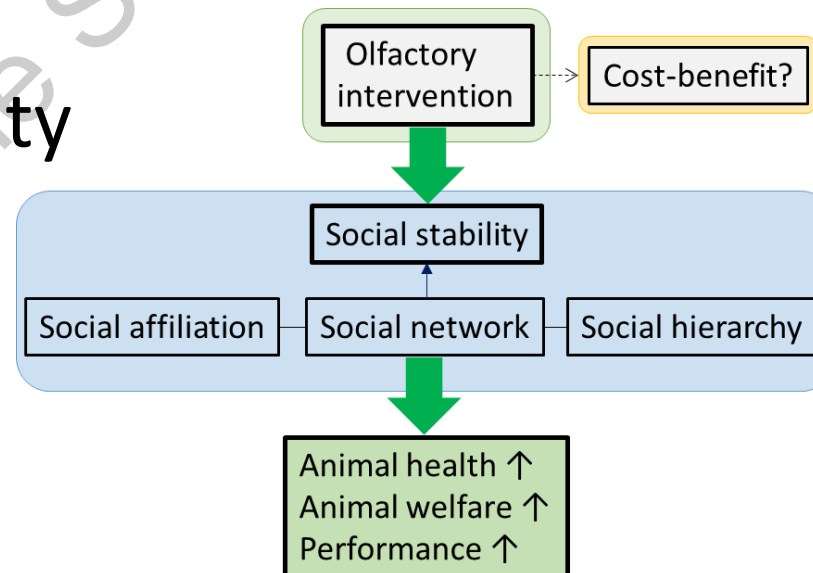 Olfactory
intervention
Cost-benefit?
ty
Social stability
Social affiliation
Social network
Social hierarchy
Animal health ↑
Animal welfare ↑
Performance ↑